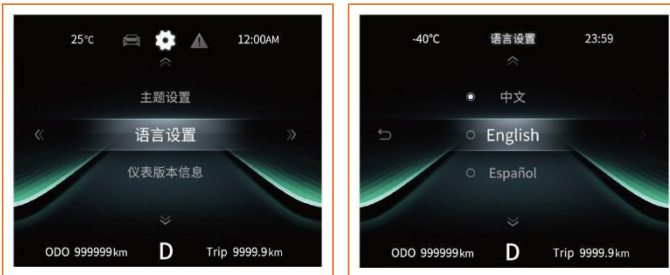 25℃
12:00AM
主题设置
语言设置
仪表版本信息
ODO 999999km
D
Trip 9999.9km
-40℃
语言设置
23:59
中文
English
Español
ODO 999999km
D
Trip 9999.9km